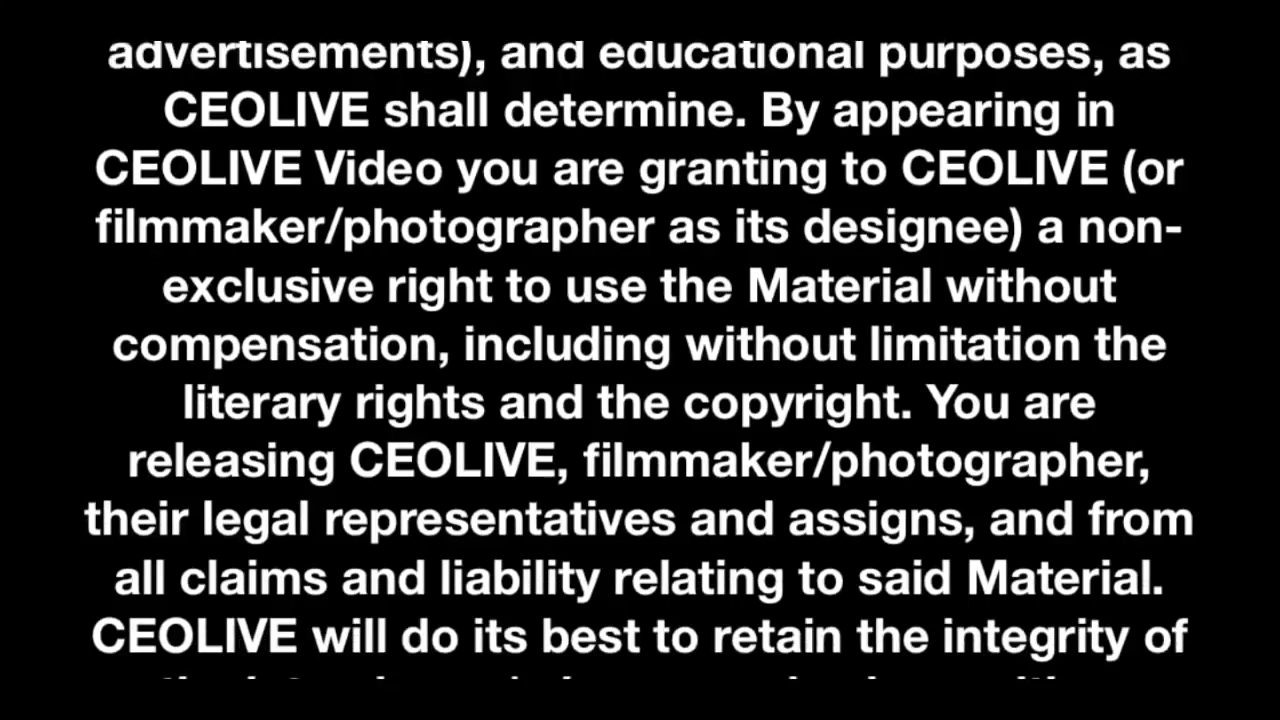 advertisements), and educational purposes, as
CEOLIVE shall determine. By appearing in
CEOLIVE Video you are granting to CEOLIVE (or
filmmaker/photographer as its designee) a non-
exclusive right to use the Material without
compensation, including without limitation the
literary rights and the copyright. You are
releasing CEOLIVE, filmmaker/photographer,
their legal representatives and assigns, and from
all claims and liability relating to said Material.
CEOLIVE will do its best to retain the integrity of